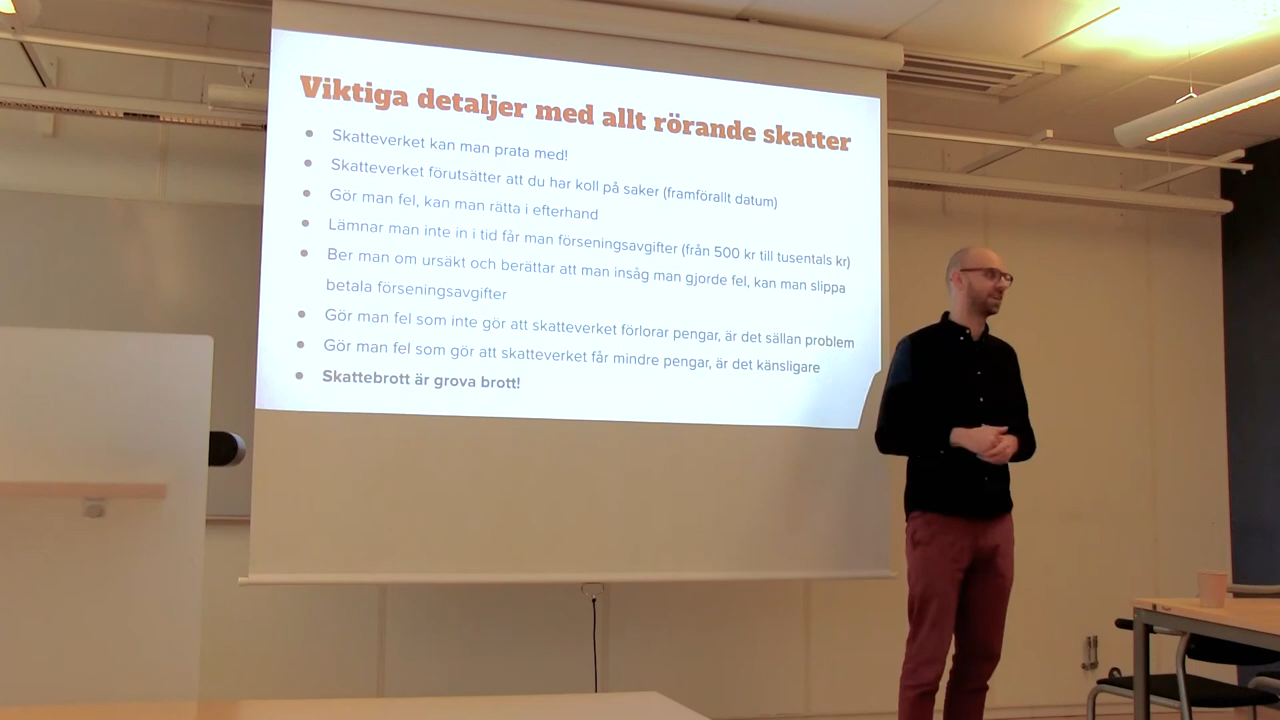 Viktiga detaljer med allt rörande skatter
● Skatteverket kan man prata med!
● Skatteverket förutsätter att du har koll på saker (framförallt datum)
● Gör man fel, kan man rätta i efterhand
● Lämnar man inte in i tid får man förseningsavgifter (från 500 kr till tusentals kr)
● Ber man om ursäkt och berättar att man insåg man gjorde fel, kan man slippa
betala förseningsavgifter
● Gör man fel som inte gör att skatteverket förlorar pengar, är det sällan problem
● Gör man fel som gör att skatteverket får mindre pengar, är det känsligare
● Skattebrott är grova brott!